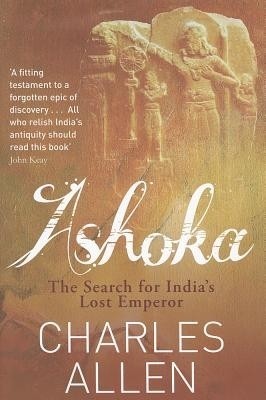 'A fitting
testament to a
forgotten epic of
discovery . . . All
who relish India's
antiquity should
read this book'
John Keay
Ashoka
The Search for India's
Lost Emperor
CHARLES
ALLEN